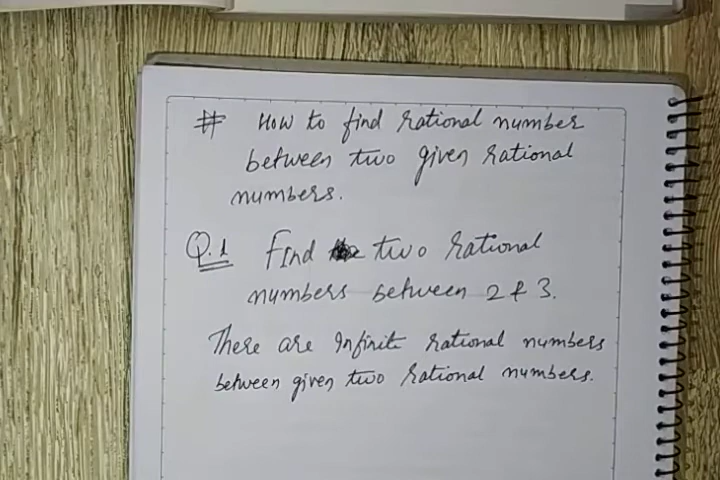 # How to find rational number
between two given rational
numbers.
Q.1 Find two rational
numbers between 2 & 3.
There are Infinite rational numbers
between given two rational numbers.